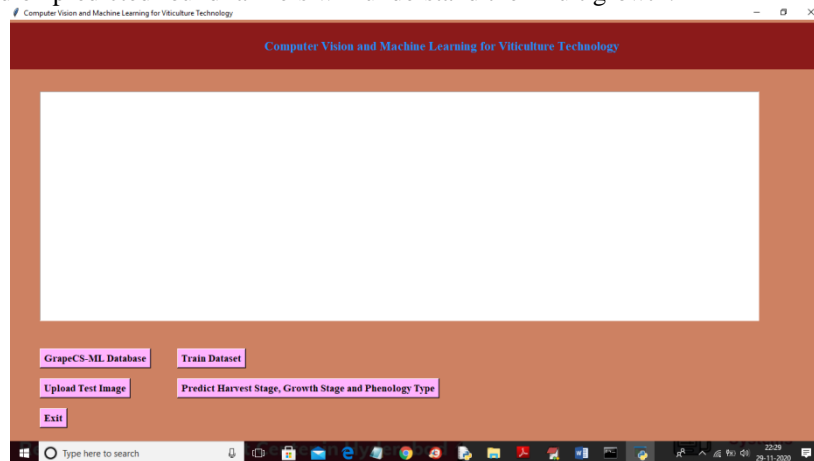 Computer Vision and Machine Learning for Viticulture Technology
Computer Vision and Machine Learning for Viticulture Technology
GrapeCS-ML Database
Train Dataset
Upload Test Image
Predict Harvest Stage, Growth Stage and Phenology Type
Exit
Type here to search
22:29
29-11-2020